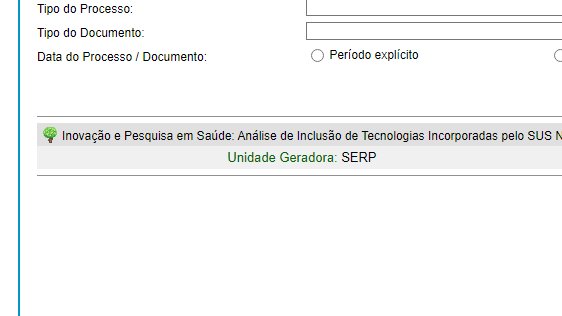 Tipo do Processo:
Tipo do Documento:
Data do Processo / Documento:
Período explícito
Inovação e Pesquisa em Saúde: Análise de Inclusão de Tecnologias Incorporadas pelo SUS
Unidade Geradora: SERP